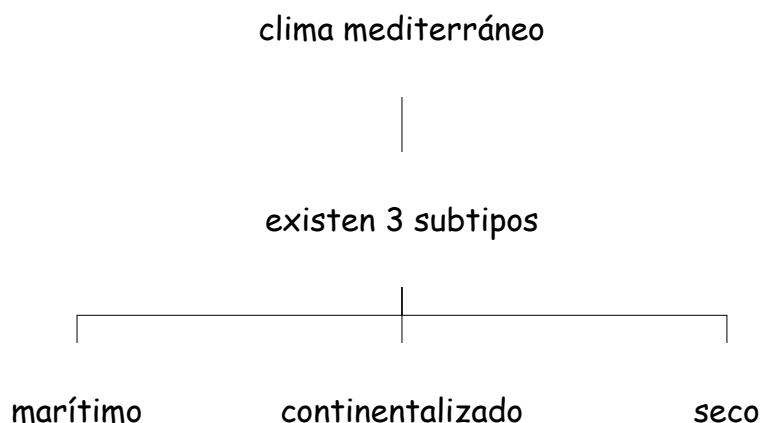 clima mediterráneo
existen 3 subtipos
marítimo continentalizado seco